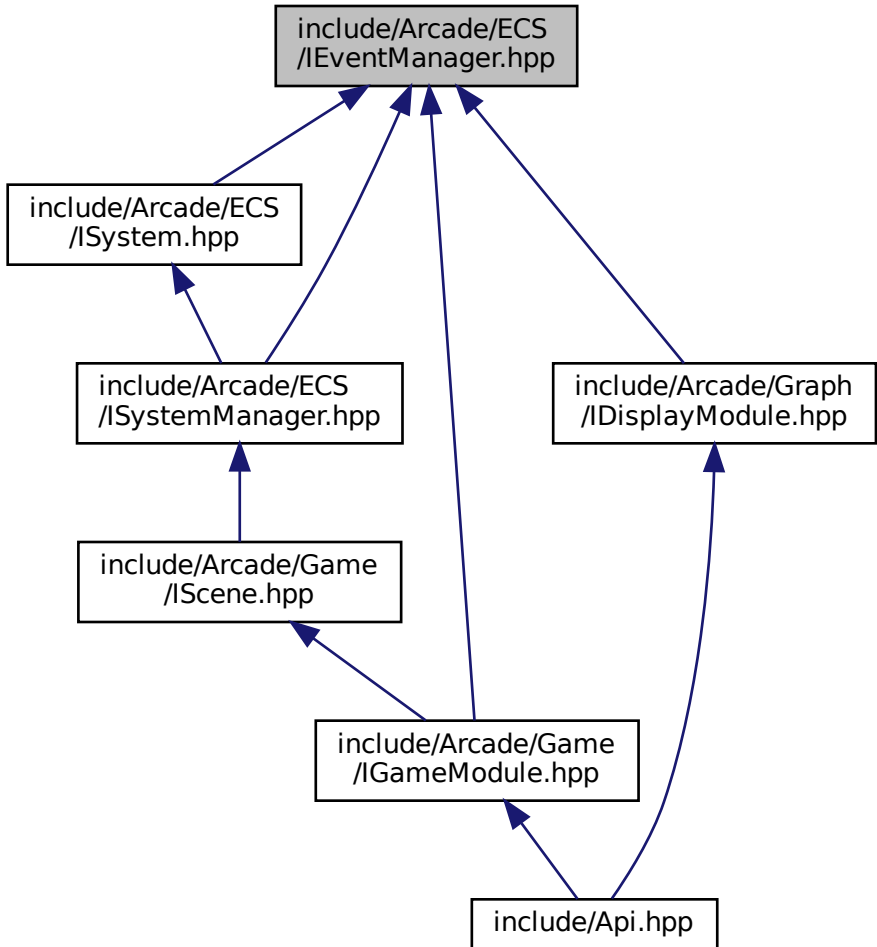 include/Arcade/ECS
/IEventManager.hpp
include/Arcade/ECS
/ISystem.hpp
include/Arcade/ECS
/ISystemManager.hpp
include/Arcade/Graph
/IDisplayModule.hpp
include/Arcade/Game
/IScene.hpp
include/Arcade/Game
/IGameModule.hpp
include/Api.hpp